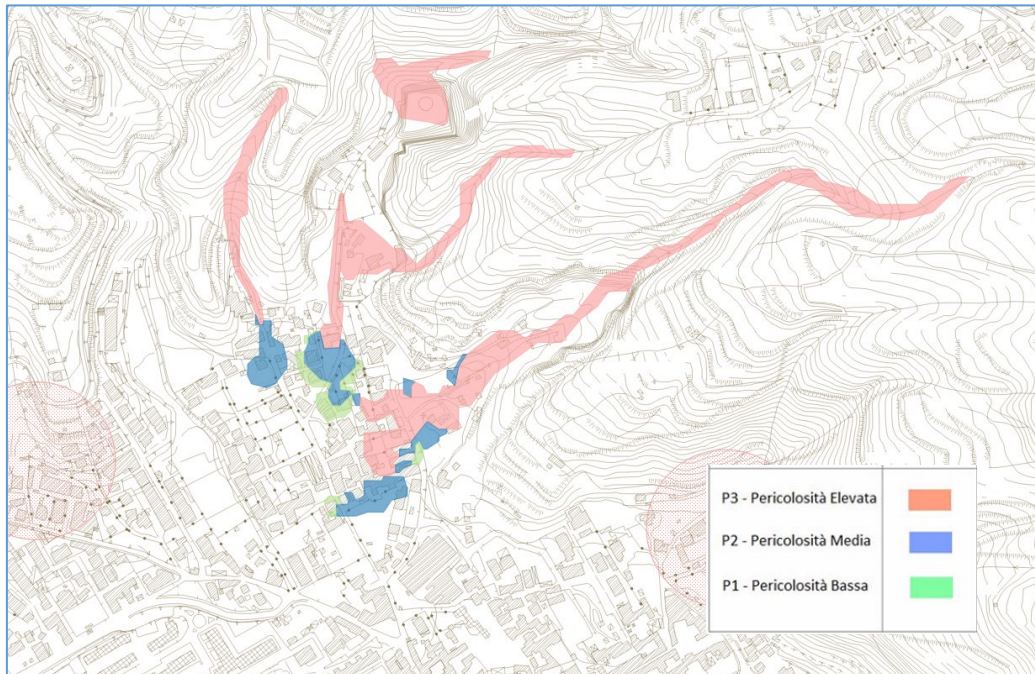 P3 - Pericolosità Elevata
P2 - Pericolosità Media
P1 - Pericolosità Bassa